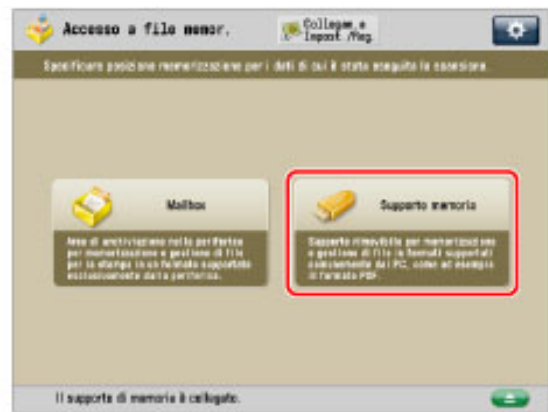 Accesso a file memor.
Collegam. a
Impost./Reg.
Specificare posizione memorizzazione per i dati di cui è stata eseguita la scansione.
Mailbox
Area di archiviazione nella periferica
per memorizzazione e gestione di file
per la stampa in un formato supportato
esclusivamente dalla periferica.
Supporto memoria
Supporto rimovibile per memorizzazione
e gestione di file in formati supportati
comunemente dai PC, come ad esempio
il formato PDF.
Il supporto di memoria è collegato.